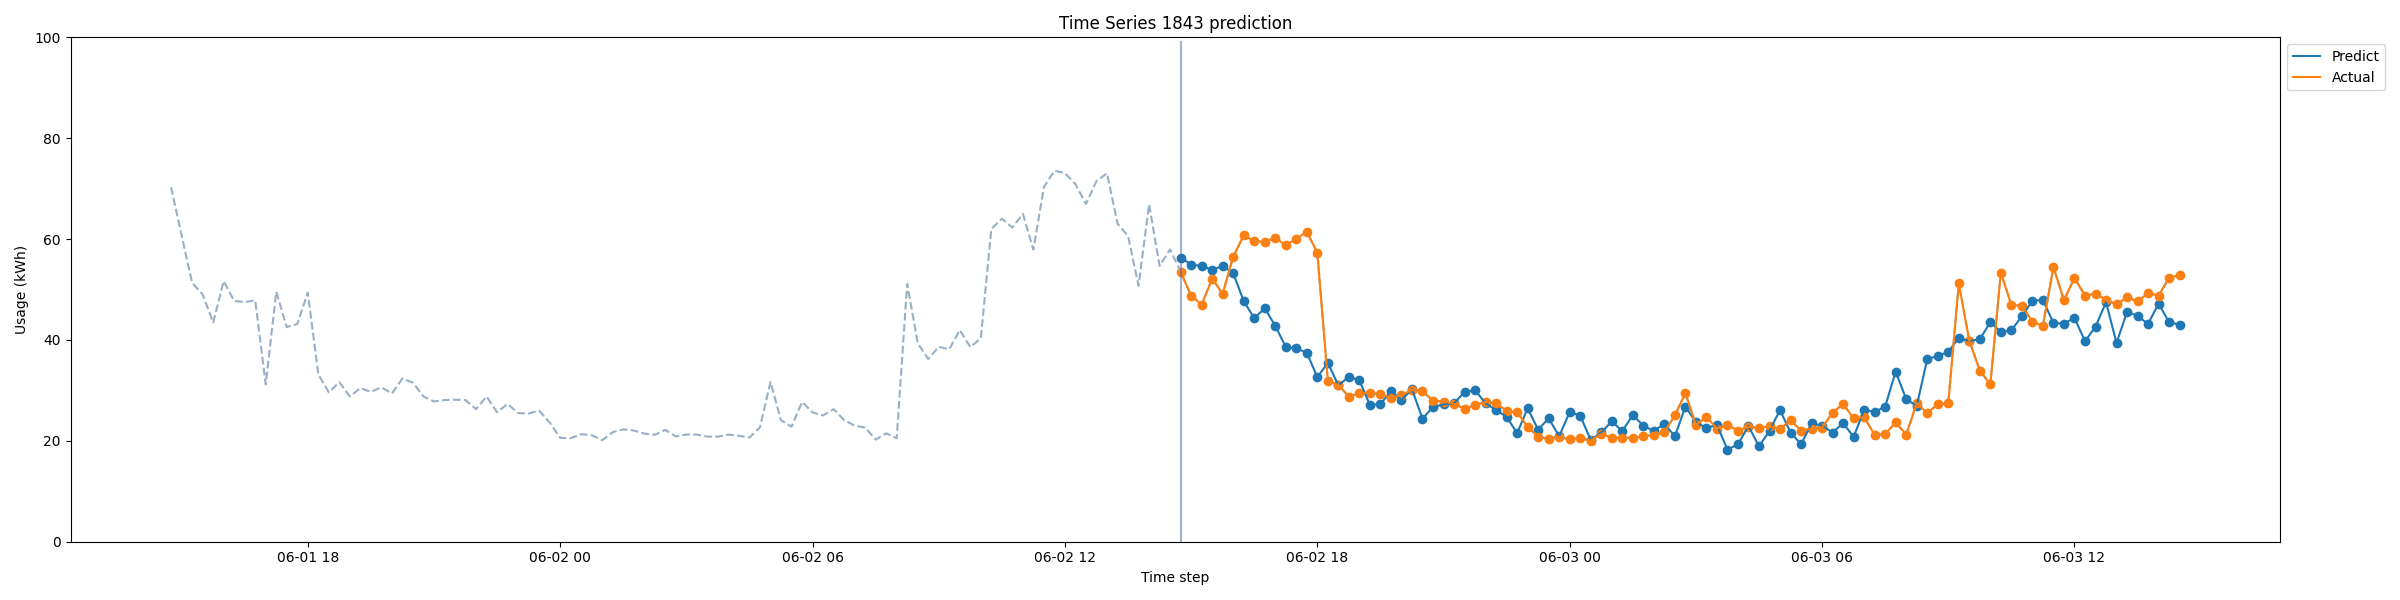 Time Series 1843 prediction
100
80
60
40
20
0
Usage (kWh)
Predict
Actual
06-01 18
06-02 00
06-02 06
06-02 12
06-02 18
06-03 00
06-03 06
06-03 12
Time step